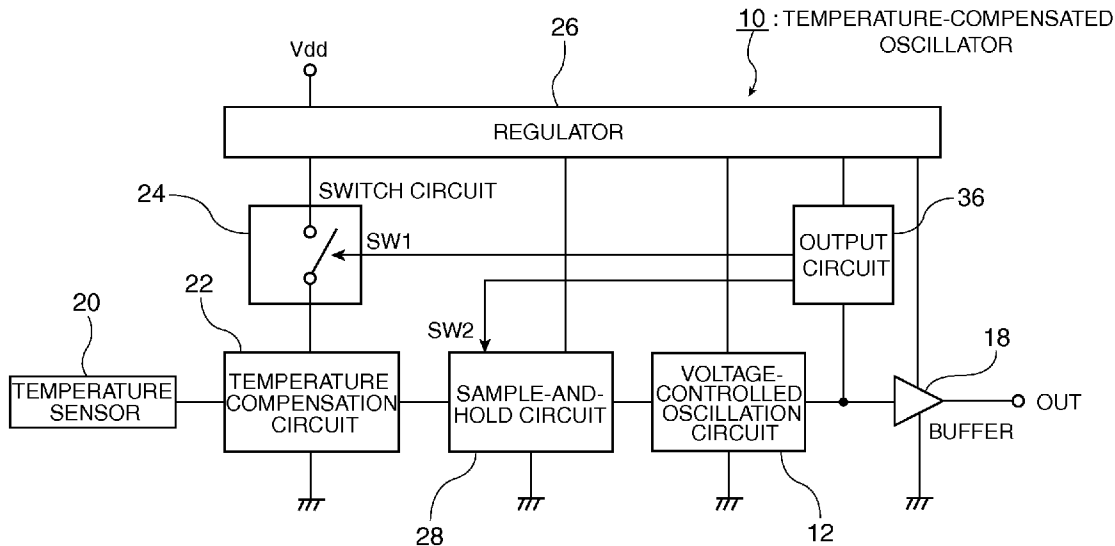 10 : TEMPERATURE-COMPENSATED
OSCILLATOR
26
Vdd
REGULATOR
24
SWITCH CIRCUIT
36
SW1
OUTPUT
CIRCUIT
22
20
SW2
18
TEMPERATURE
SENSOR
TEMPERATURE
COMPENSATION
CIRCUIT
SAMPLE-AND-
HOLD CIRCUIT
VOLTAGE-
CONTROLLED
OSCILLATION
CIRCUIT
OUT
BUFFER
28
12